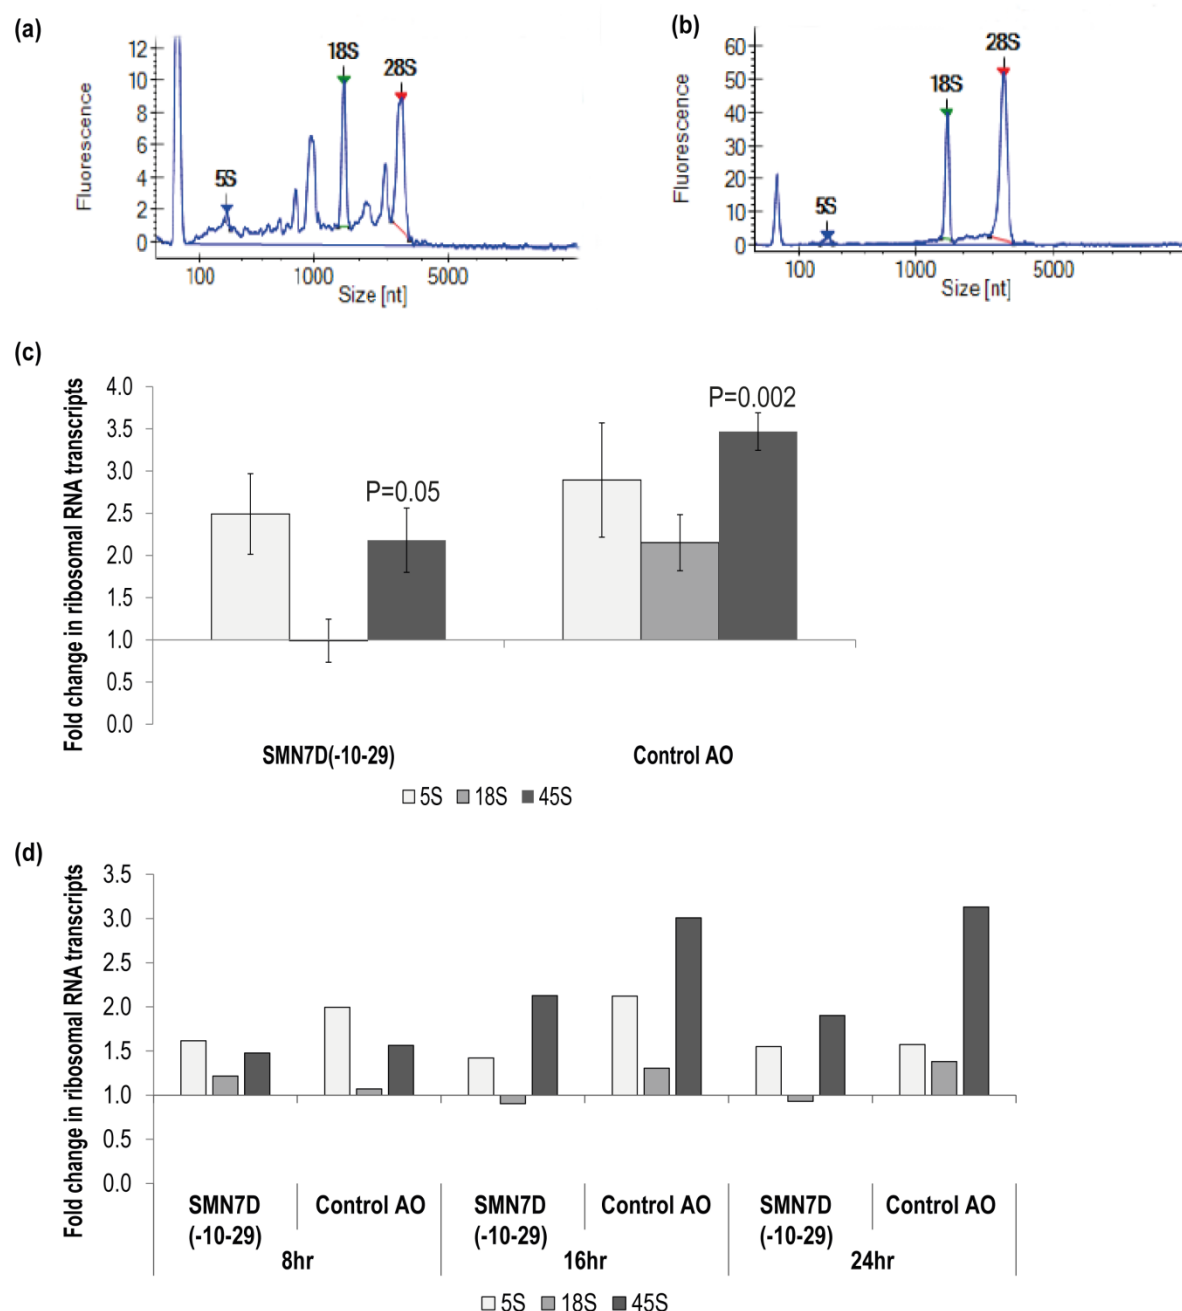 (a)
12
10
8
6
4
2
0
Fluorescence
5S
18S
28S
100
1000
5000
Size [nt]
(b)
60
50
40
30
20
10
0
Fluorescence
5S
18S
28S
100
1000
5000
Size [nt]
(c)
Fold change in ribosomal RNA transcripts
4.0
3.5
3.0
2.5
2.0
1.5
1.0
0.5
0.0
P=0.05
P=0.002
SMN7D(-10-29)
Control AO
5S 18S 45S
(d)
Fold change in ribosomal RNA transcripts
3.5
3.0
2.5
2.0
1.5
1.0
0.5
0.0
SMN7D Control AO SMN7D Control AO SMN7D Control AO
(-10-29) (-10-29) (-10-29)
8hr 16hr 24hr
5S 18S 45S